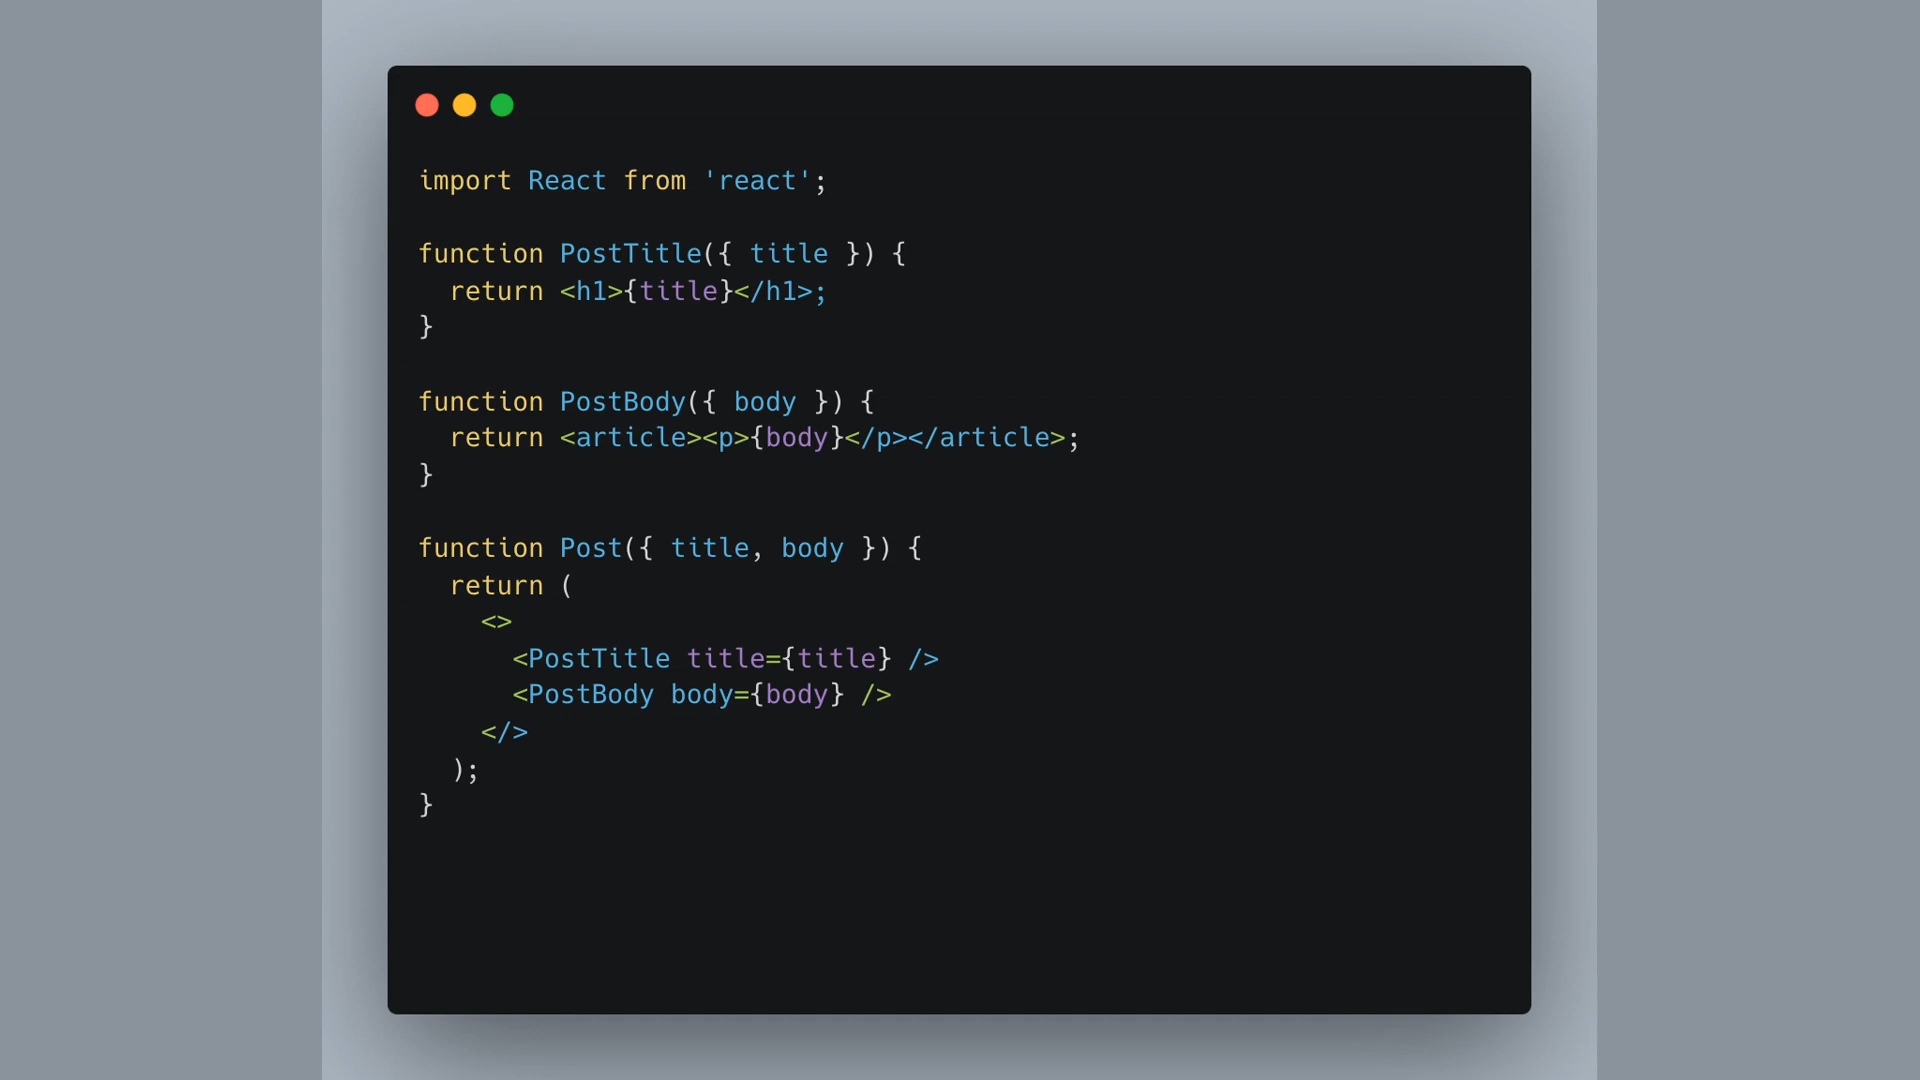 import React from 'react';

function PostTitle({ title }) {
  return <h1>{title}</h1>;
}

function PostBody({ body }) {
  return <article><p>{body}</p></article>;
}

function Post({ title, body }) {
  return (
    <>
      <PostTitle title={title} />
      <PostBody body={body} />
    </>
  );
}